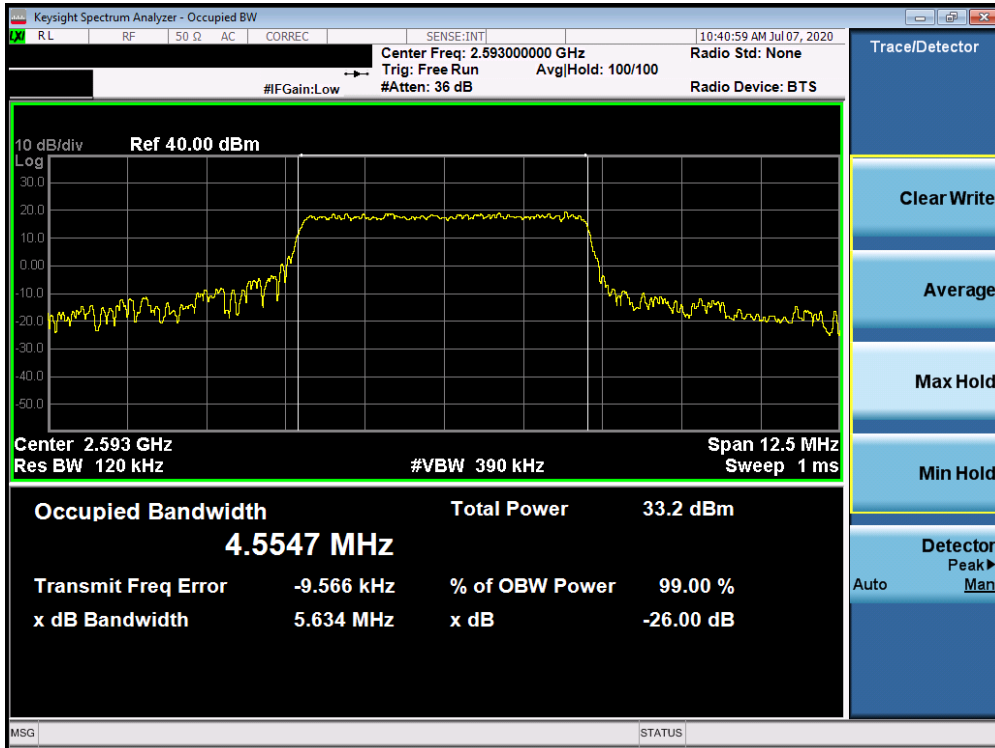 Keysight Spectrum Analyzer - Occupied BW
LXI RL RF 50 Ω AC CORREC SENSE:INT 10:40:59 AM Jul 07, 2020
Center Freq: 2.593000000 GHz Radio Std: None
Trig: Free Run Avg|Hold: 100/100
#IFGain:Low #Atten: 36 dB Radio Device: BTS
10 dB/div Ref 40.00 dBm
Log
30.0
20.0
10.0
0.00
-10.0
-20.0
-30.0
-40.0
-50.0
Center 2.593 GHz Span 12.5 MHz
Res BW 120 kHz #VBW 390 kHz Sweep 1 ms
Occupied Bandwidth Total Power 33.2 dBm
4.5547 MHz
Transmit Freq Error -9.566 kHz % of OBW Power 99.00 %
x dB Bandwidth 5.634 MHz x dB -26.00 dB
MSG STATUS
Trace/Detector
Clear Write
Average
Max Hold
Min Hold
Detector
Peak▶
Auto Man